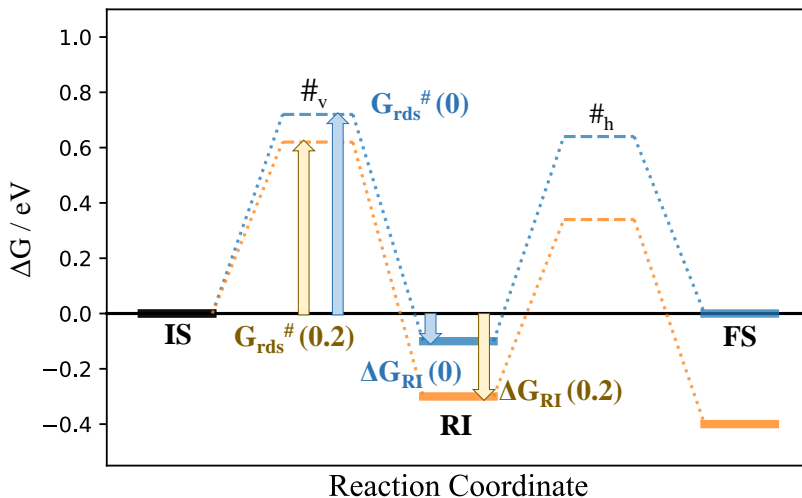 1.0
0.8
0.6
0.4
0.2
0.0
−0.2
−0.4
ΔG / eV
#v
Grds# (0)
#h
IS
Grds# (0.2)
FS
ΔGRI (0)
ΔGRI (0.2)
RI
Reaction Coordinate